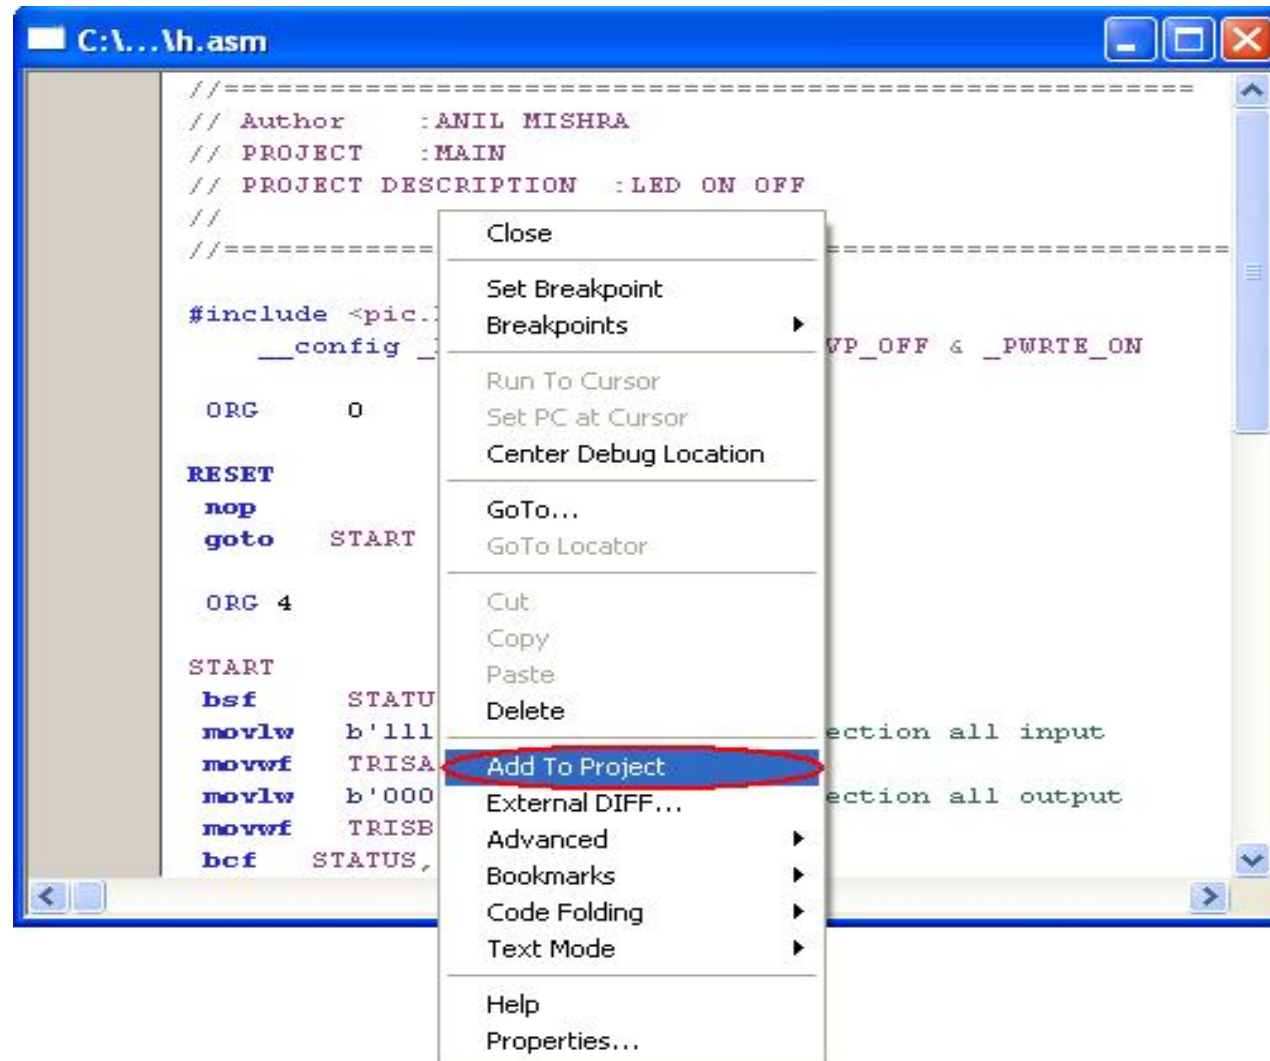 C:\...\h.asm
//=======================================================
// Author :ANIL MISHRA
// PROJECT :MAIN
// PROJECT DESCRIPTION :LED ON OFF
//
//=======================================================
#include <pic.
__config _ VP_OFF & _PWRTE_ON
ORG 0
RESET
nop
goto START
ORG 4
START
bsf STATU
movlw b'111 ection all input
movwf TRISA
movlw b'000 ection all output
movwf TRISB
bcf STATUS,
Close
Set Breakpoint
Breakpoints
Run To Cursor
Set PC at Cursor
Center Debug Location
GoTo...
GoTo Locator
Cut
Copy
Paste
Delete
Add To Project
External DIFF...
Advanced
Bookmarks
Code Folding
Text Mode
Help
Properties...